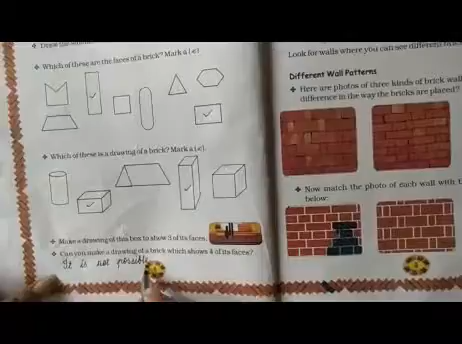 ❖ Which of these are the faces of a brick? Mark a (✓)
❖ Which of these is a drawing of a brick? Mark a (✓).
❖ Make a drawing of this box to show 3 of its faces.
❖ Can you make a drawing of a brick which shows 4 of its faces?
It is not possible
Look for walls where you can see different
Different Wall Patterns
❖ Here are photos of three kinds of brick wall
difference in the way the bricks are placed?
❖ Now match the photo of each wall with
below: